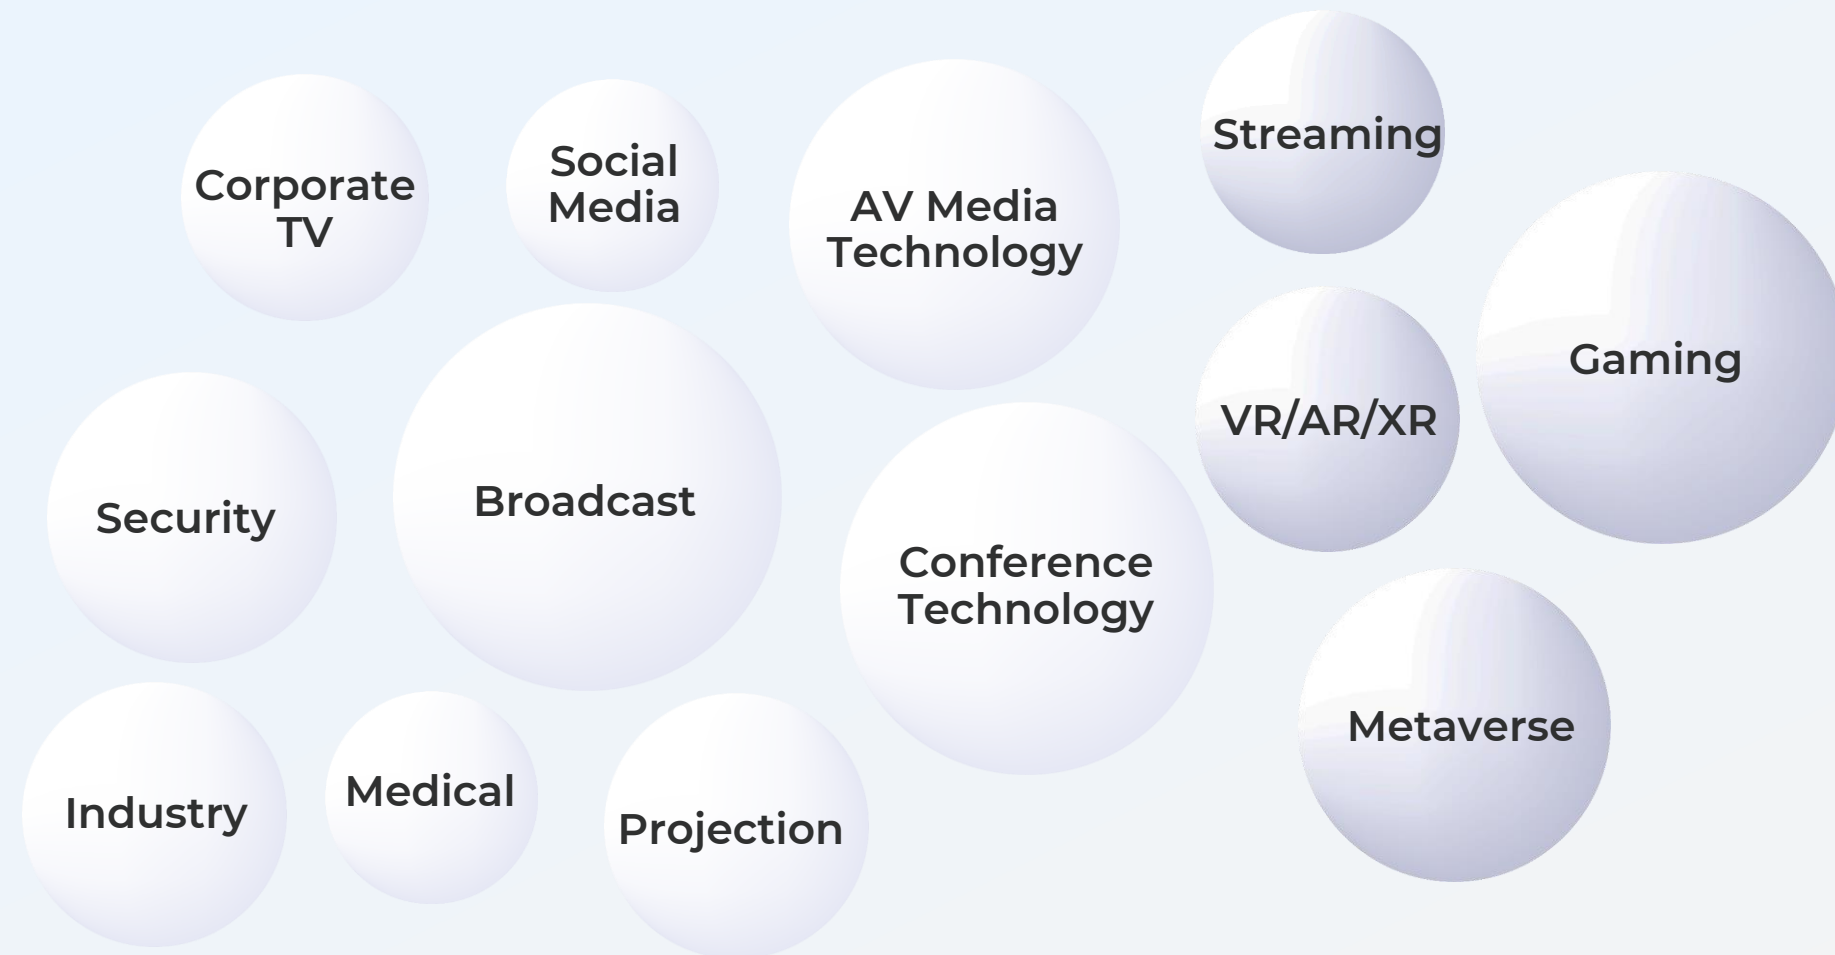 Corporate
TV
Social
Media
AV Media
Technology
Streaming
Gaming
VR/AR/XR
Security
Broadcast
Conference
Technology
Metaverse
Industry
Medical
Projection